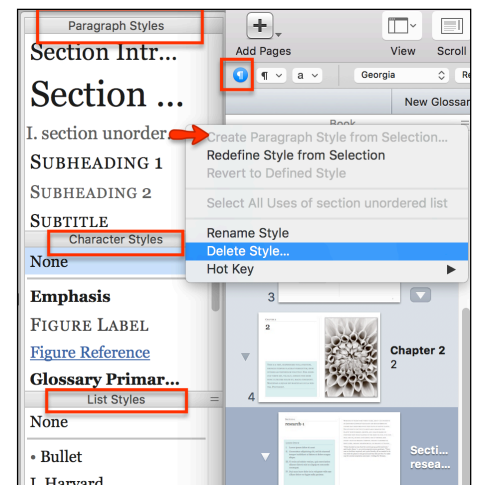 Paragraph Styles
Section Intr...
Section ...
I. section unorder
SUBHEADING 1
SUBHEADING 2
SUBTITLE
Character Styles
None
Emphasis
FIGURE LABEL
Figure Reference
Glossary Primar...
List Styles
None
• Bullet
I. Harvard
Add Pages
View
Scroll
¶
¶
a
Georgia
Re
New Glossar
Book
Create Paragraph Style from Selection...
Redefine Style from Selection
Revert to Defined Style
Select All Uses of section unordered list
Rename Style
Delete Style...
Hot Key
3
2
Chapter 2
2
4
research 1
Secti...
resea...